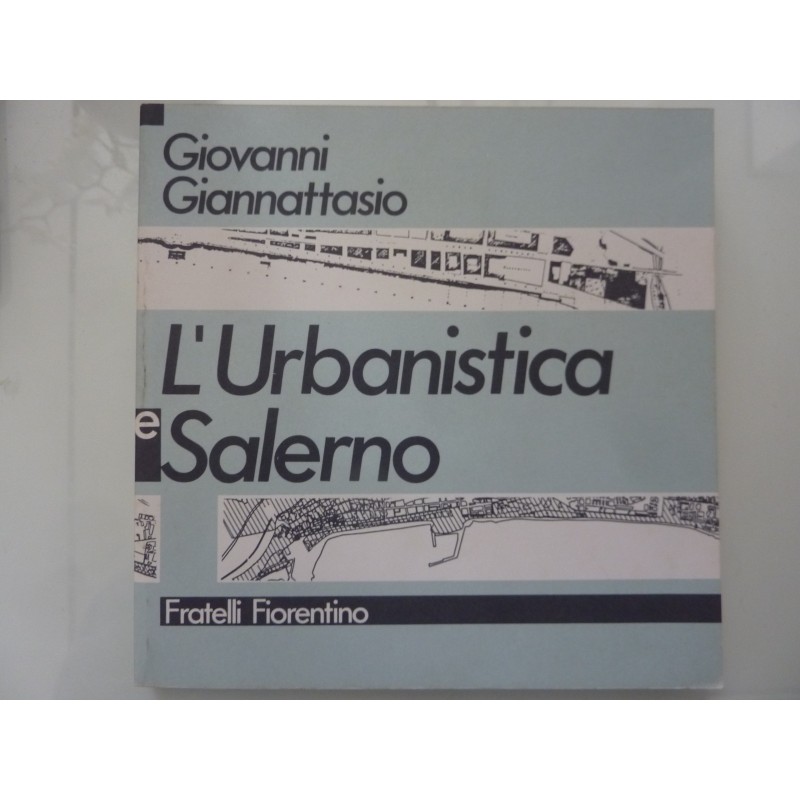 Giovanni
Giannattasio
L'Urbanistica
e Salerno
Fratelli Fiorentino